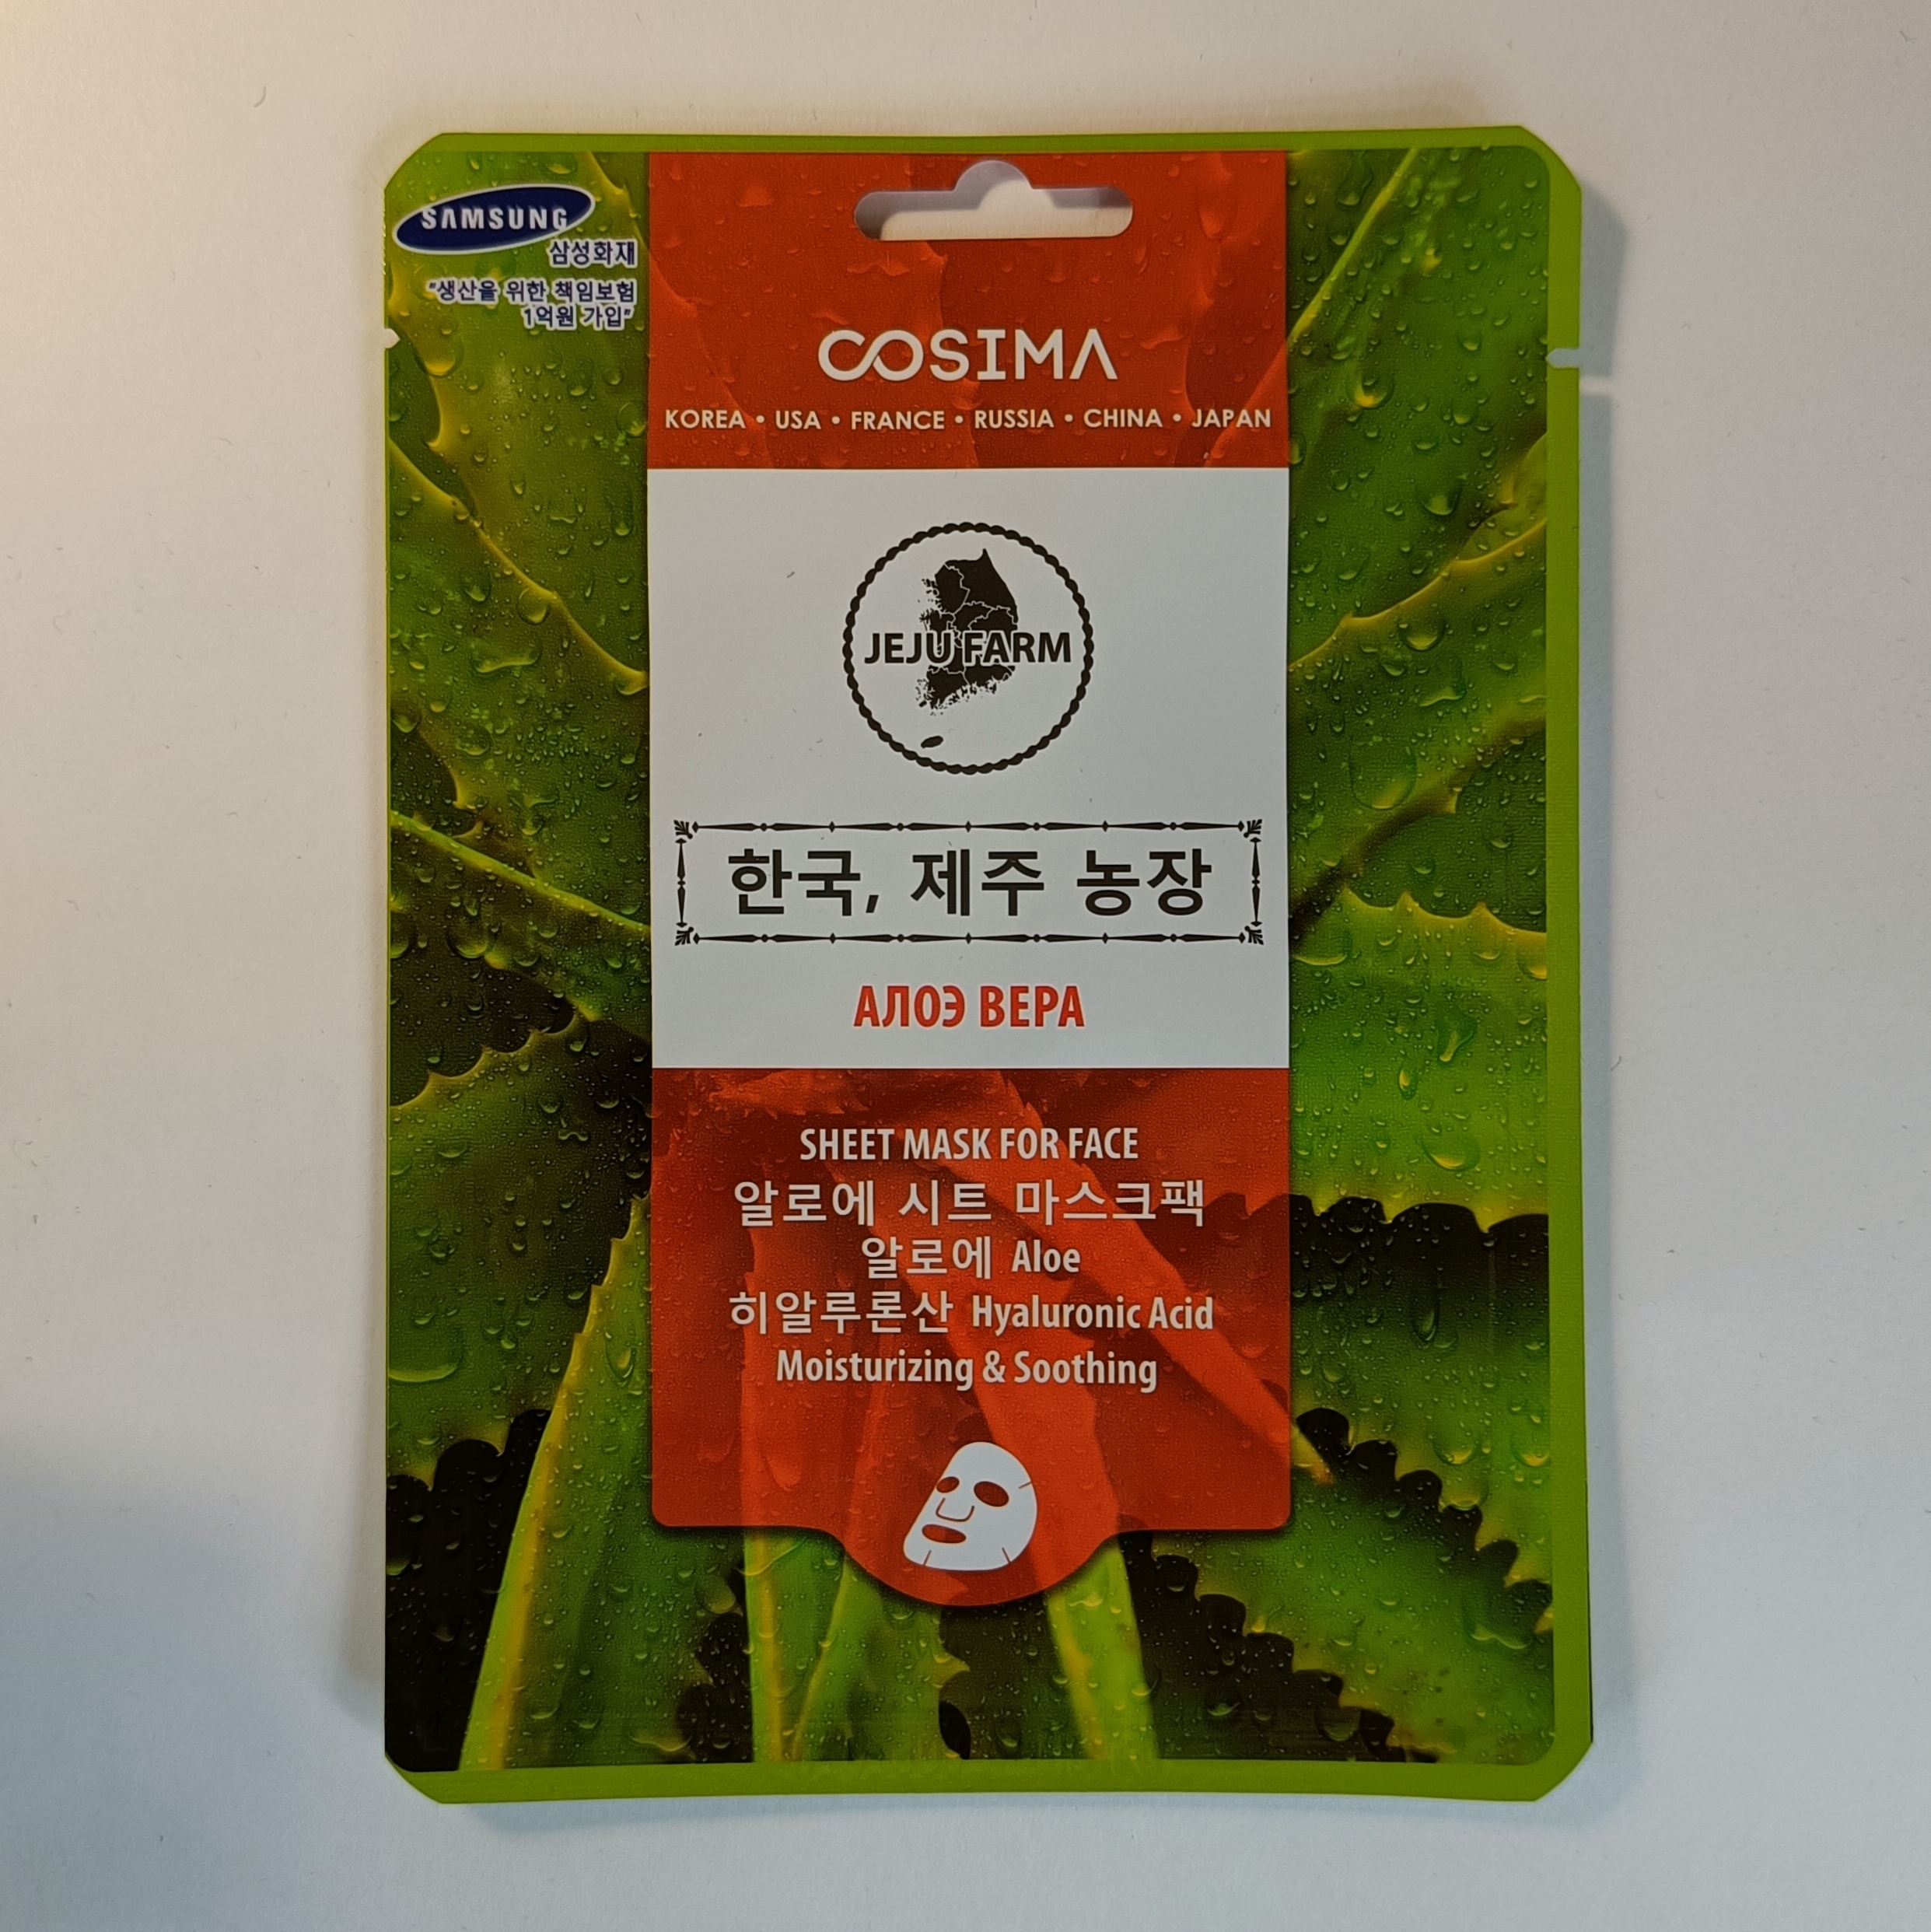 SAMSUNG
삼성화재
"생산을 위한 책임보험
1억원 가입"
COSIMA
KOREA • USA • FRANCE • RUSSIA • CHINA • JAPAN
JEJU FARM
한국, 제주 농장
АЛОЭ ВЕРА
SHEET MASK FOR FACE
알로에 시트 마스크팩
알로에 Aloe
히알루론산 Hyaluronic Acid
Moisturizing & Soothing